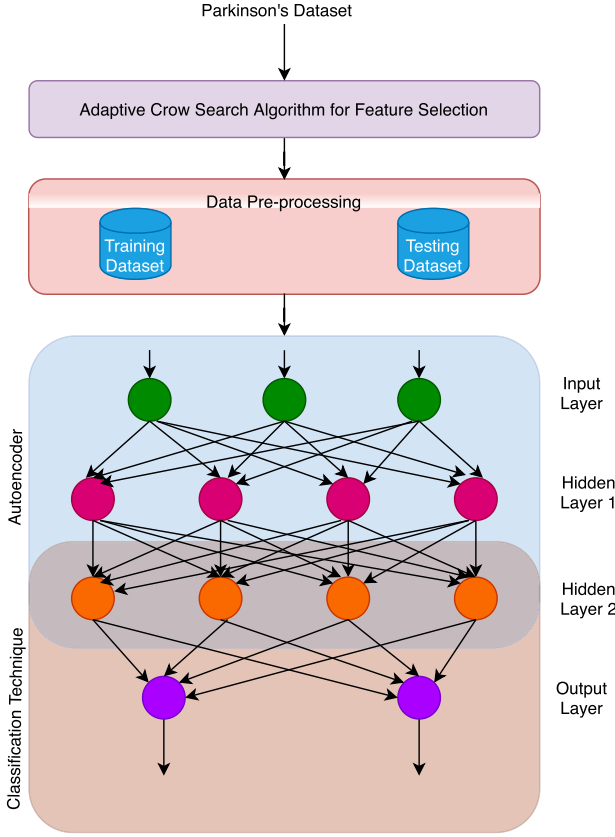 Parkinson's Dataset
Adaptive Crow Search Algorithm for Feature Selection
Data Pre-processing
Training
Dataset
Testing
Dataset
Input
Layer
Autoencoder
Hidden
Layer 1
Hidden
Layer 2
Classification Technique
Output
Layer